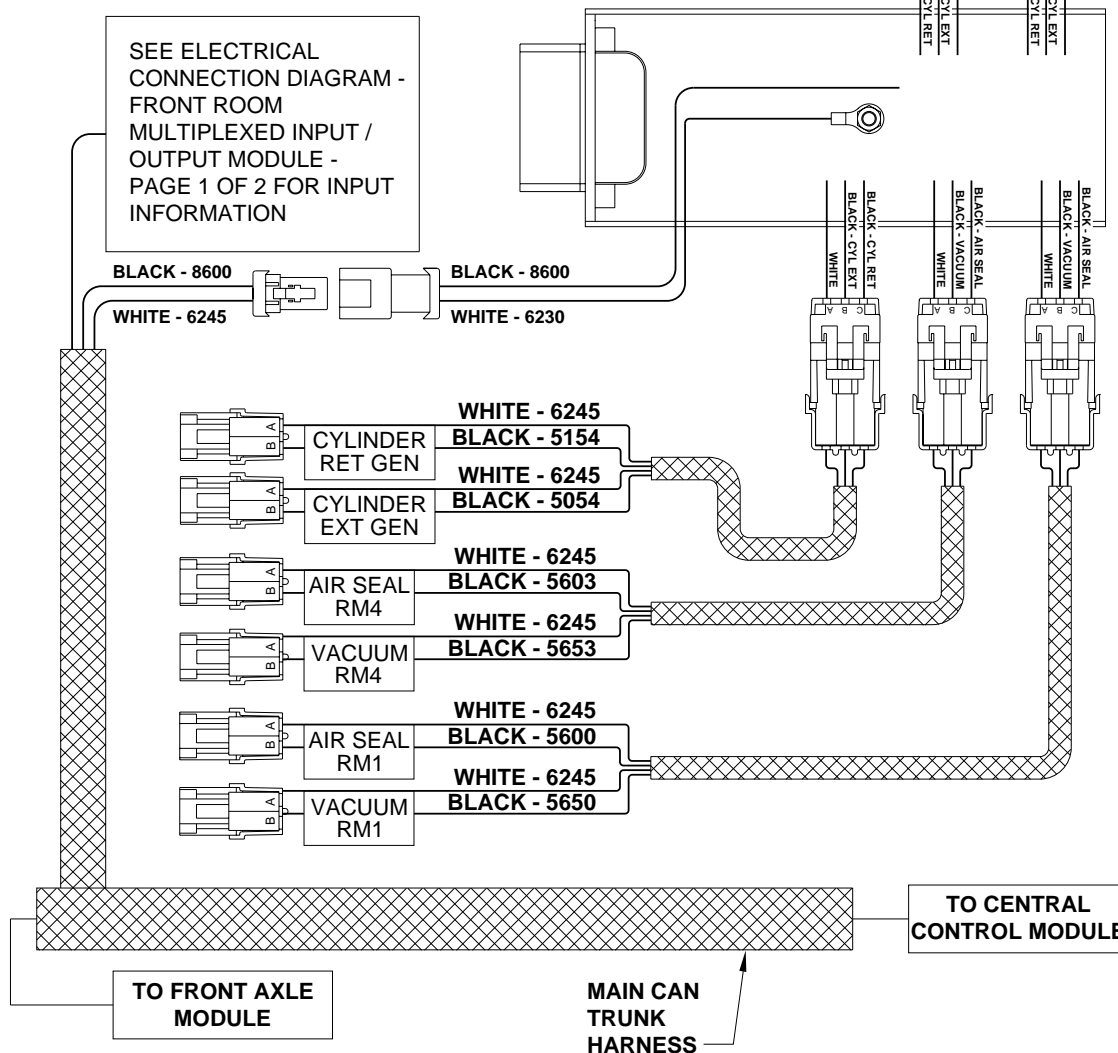 CYL RET
CYL EXT
CYL RET
CYL EXT
SEE ELECTRICAL
CONNECTION DIAGRAM -
FRONT ROOM
MULTIPLEXED INPUT /
OUTPUT MODULE -
PAGE 1 OF 2 FOR INPUT
INFORMATION
BLACK - 8600
WHITE - 6245
BLACK - 8600
WHITE - 6230
WHITE
BLACK - CYL EXT
BLACK - CYL RET
WHITE
BLACK - VACUUM
BLACK - AIR SEAL
WHITE
BLACK - VACUUM
BLACK - AIR SEAL
A B C
A B C
A B C
WHITE - 6245
A
B
CYLINDER
RET GEN
BLACK - 5154
WHITE - 6245
A
B
CYLINDER
EXT GEN
BLACK - 5054
WHITE - 6245
A
B
AIR SEAL
RM4
BLACK - 5603
WHITE - 6245
A
B
VACUUM
RM4
BLACK - 5653
WHITE - 6245
A
B
AIR SEAL
RM1
BLACK - 5600
WHITE - 6245
A
B
VACUUM
RM1
BLACK - 5650
TO CENTRAL
CONTROL MODULE
TO FRONT AXLE
MODULE
MAIN CAN
TRUNK
HARNESS